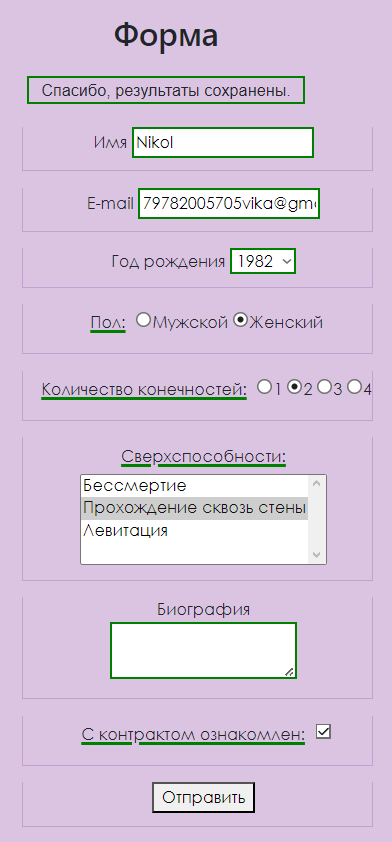 Форма
Спасибо, результаты сохранены.
Имя Nikol
E-mail 79782005705vika@gm
Год рождения 1982
Пол: Мужской Женский
Количество конечностей: 1 2 3 4
Сверхспособности:
Бессмертие
Прохождение сквозь стены
Левитация
Биография
С контрактом ознакомлен:
Отправить